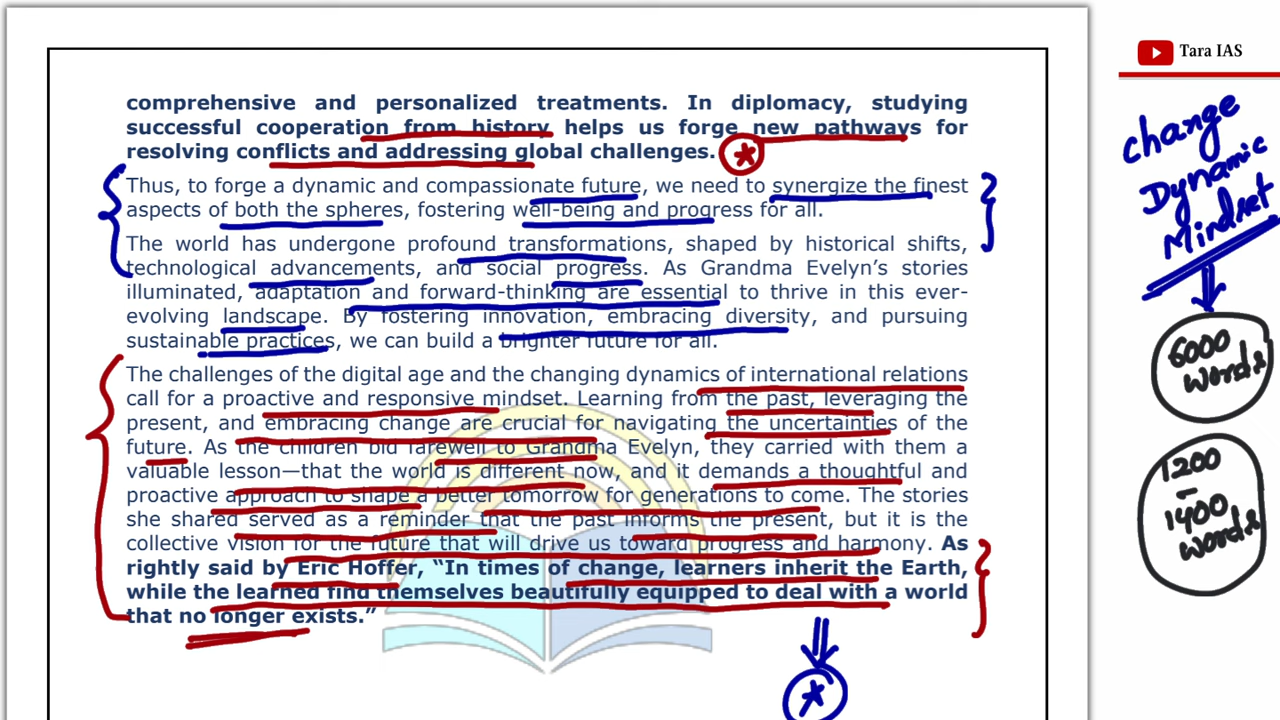 comprehensive and personalized treatments. In diplomacy, studying
successful cooperation from history helps us forge new pathways for
resolving conflicts and addressing global challenges.
Thus, to forge a dynamic and compassionate future, we need to synergize the finest
aspects of both the spheres, fostering well-being and progress for all.
The world has undergone profound transformations, shaped by historical shifts,
technological advancements, and social progress. As Grandma Evelyn's stories
illuminated, adaptation and forward-thinking are essential to thrive in this ever-
evolving landscape. By fostering innovation, embracing diversity, and pursuing
sustainable practices, we can build a brighter future for all.
The challenges of the digital age and the changing dynamics of international relations
call for a proactive and responsive mindset. Learning from the past, leveraging the
present, and embracing change are crucial for navigating the uncertainties of the
future. As the children bid farewell to Grandma Evelyn, they carried with them a
valuable lesson—that the world is different now, and it demands a thoughtful and
proactive approach to shape a better tomorrow for generations to come. The stories
she shared served as a reminder that the past informs the present, but it is the
collective vision for the future that will drive us toward progress and harmony. As
rightly said by Eric Hoffer, “In times of change, learners inherit the Earth,
while the learned find themselves beautifully equipped to deal with a world
that no longer exists.”
Tara IAS
Change
Dynamic
Mindset
6000
words
1200
-
1400
words